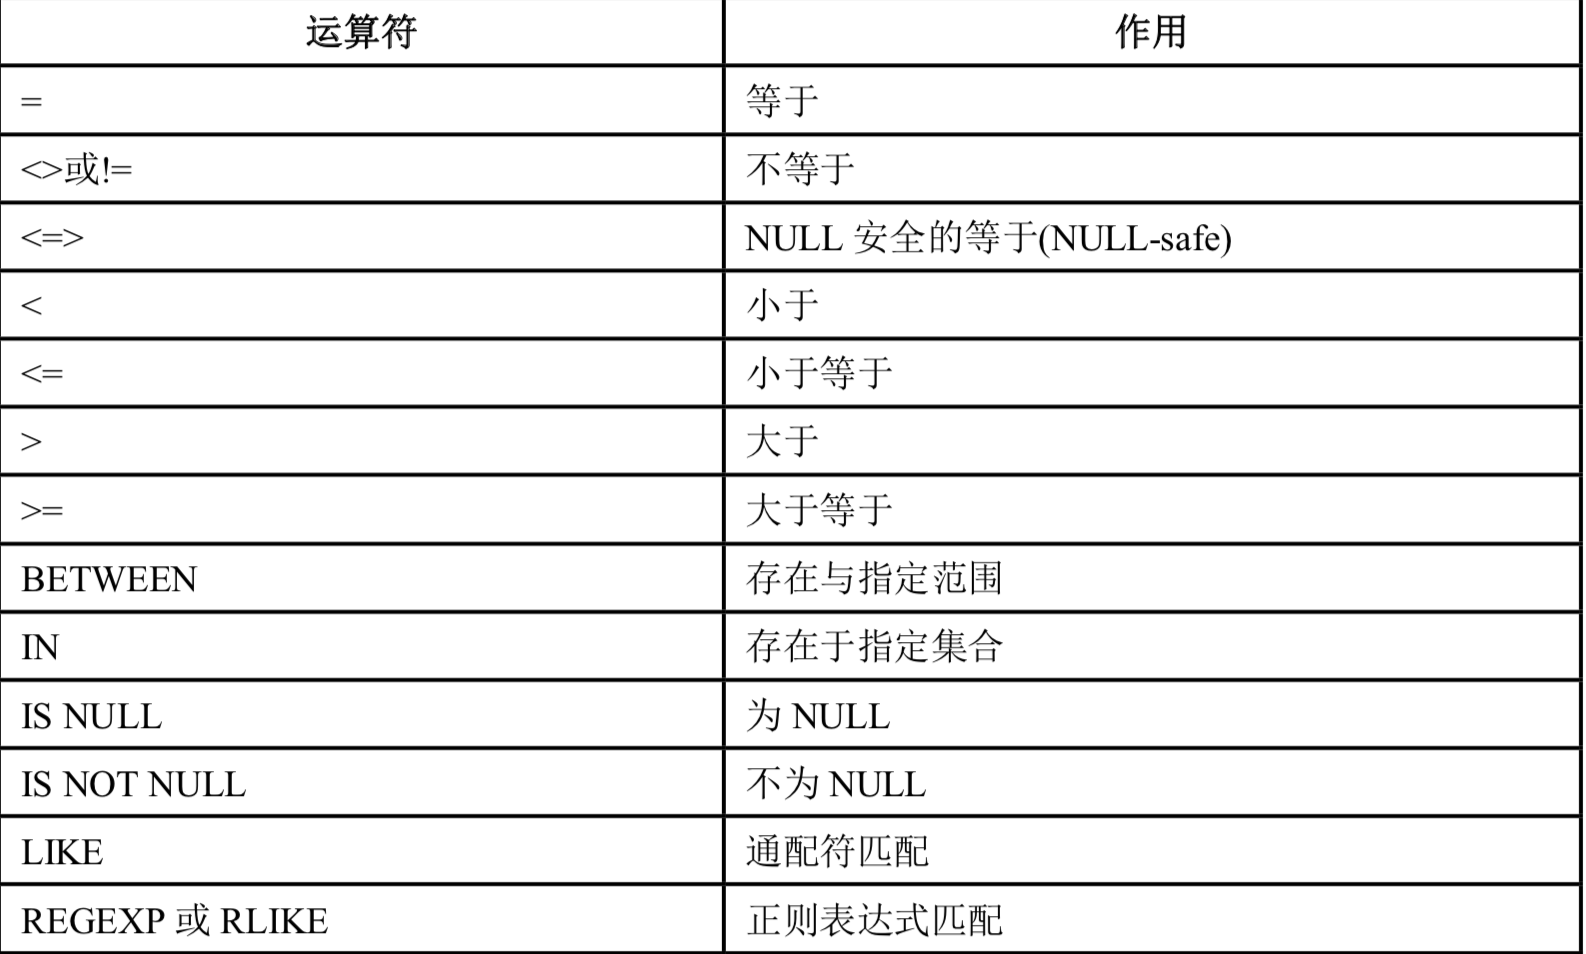 运算符 作用
= 等于
<>或!= 不等于
<=> NULL 安全的等于(NULL-safe)
< 小于
<= 小于等于
> 大于
>= 大于等于
BETWEEN 存在与指定范围
IN 存在于指定集合
IS NULL 为 NULL
IS NOT NULL 不为 NULL
LIKE 通配符匹配
REGEXP 或 RLIKE 正则表达式匹配